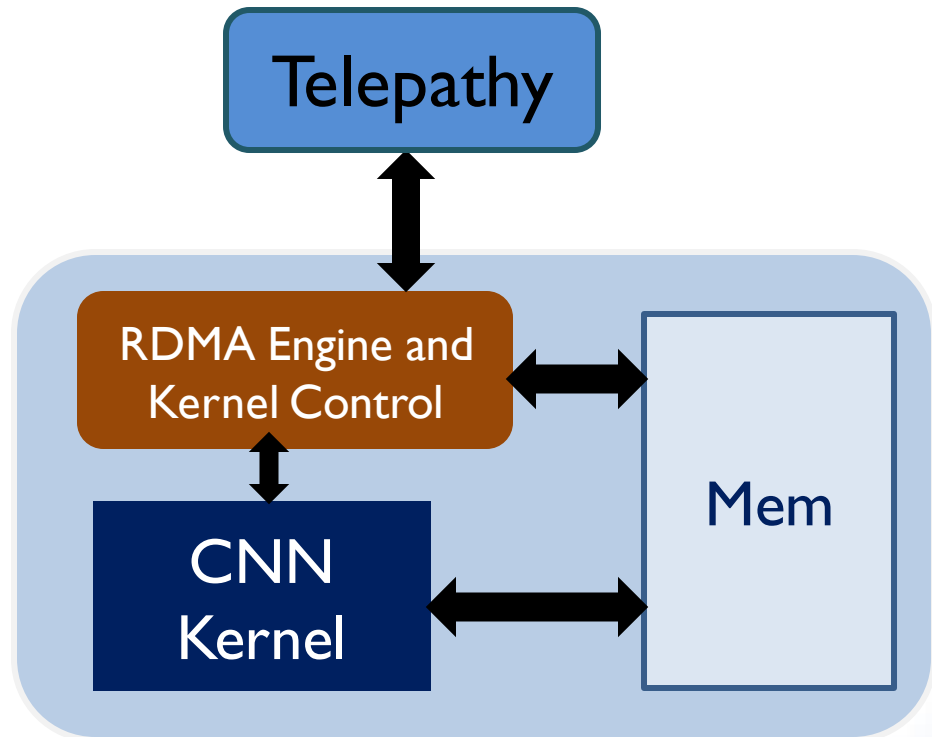 Telepathy
RDMA Engine and
Kernel Control
Mem
CNN
Kernel